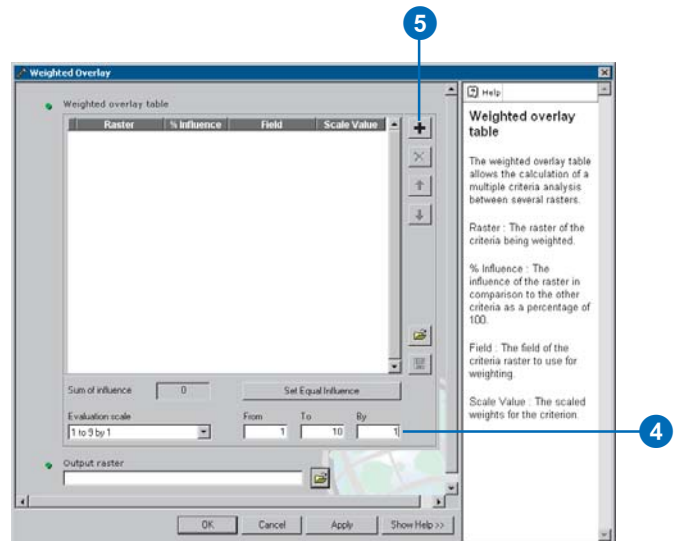 5
Weighted Overlay
Weighted overlay table
Raster % Influence Field Scale Value
Sum of influence 0 Set Equal Influence
Evaluation scale From To By
1 to 9 by 1 1 10 1
4
Output raster
OK Cancel Apply Show Help >>
Help
Weighted overlay
table
The weighted overlay table
allows the calculation of a
multiple criteria analysis
between several rasters.
Raster : The raster of the
criteria being weighted.
% Influence : The
influence of the raster in
comparison to the other
criteria as a percentage of
100.
Field : The field of the
criteria raster to use for
weighting.
Scale Value : The scaled
weights for the criterion.